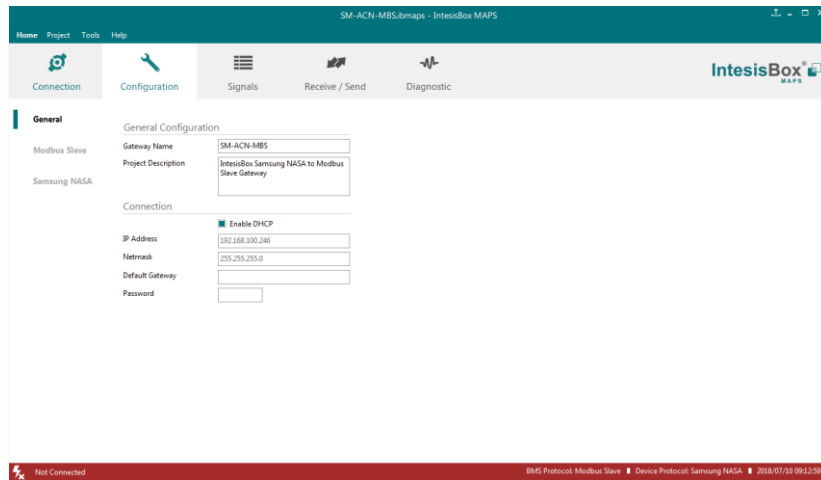 SM-ACN-MBS.ibmaps - IntesisBox MAPS
Home Project Tools Help
Connection
Configuration
Signals
Receive / Send
Diagnostic
IntesisBox®
MAPS
General
Modbus Slave
Samsung NASA
General Configuration
Gateway Name SM-ACN-MBS
Project Description IntesisBox Samsung NASA to Modbus
Slave Gateway
Connection
Enable DHCP
IP Address 192.168.100.246
Netmask 255.255.255.0
Default Gateway
Password
Not Connected
BMS Protocol: Modbus Slave Device Protocol: Samsung NASA 2018/07/10 09:12:59